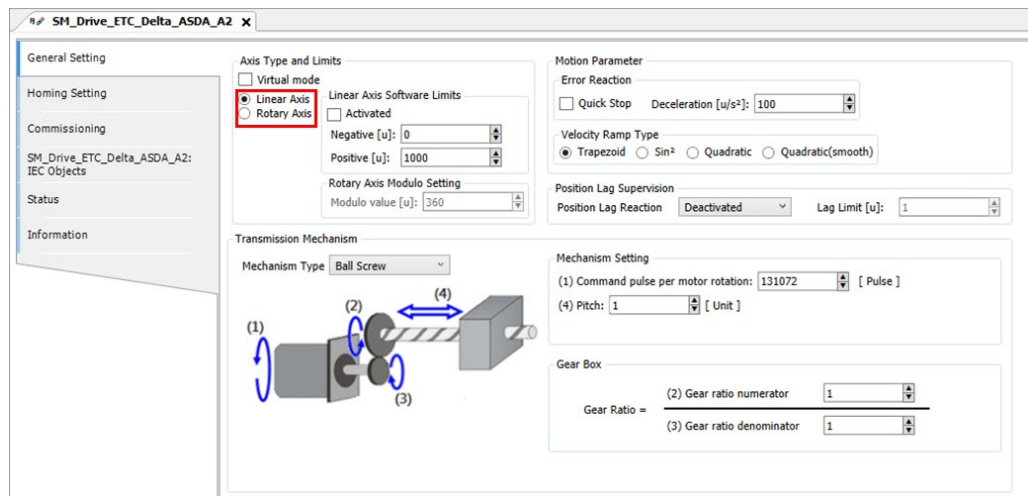 SM_Drive_ETC_Delta_ASDA_A2 X
General Setting
Homing Setting
Commissioning
SM_Drive_ETC_Delta_ASDA_A2:
IEC Objects
Status
Information
Axis Type and Limits
Virtual mode
Linear Axis
Rotary Axis
Linear Axis Software Limits
Activated
Negative [u]: 0
Positive [u]: 1000
Rotary Axis Modulo Setting
Modulo value [u]: 360
Motion Parameter
Error Reaction
Quick Stop Deceleration [u/s²]: 100
Velocity Ramp Type
Trapezoid Sin² Quadratic Quadratic(smooth)
Position Lag Supervision
Position Lag Reaction Deactivated Lag Limit [u]: 1
Transmission Mechanism
Mechanism Type Ball Screw
(1)
(2)
(4)
(3)
Mechanism Setting
(1) Command pulse per motor rotation: 131072 [ Pulse ]
(4) Pitch: 1 [ Unit ]
Gear Box
Gear Ratio =
(2) Gear ratio numerator 1
(3) Gear ratio denominator 1